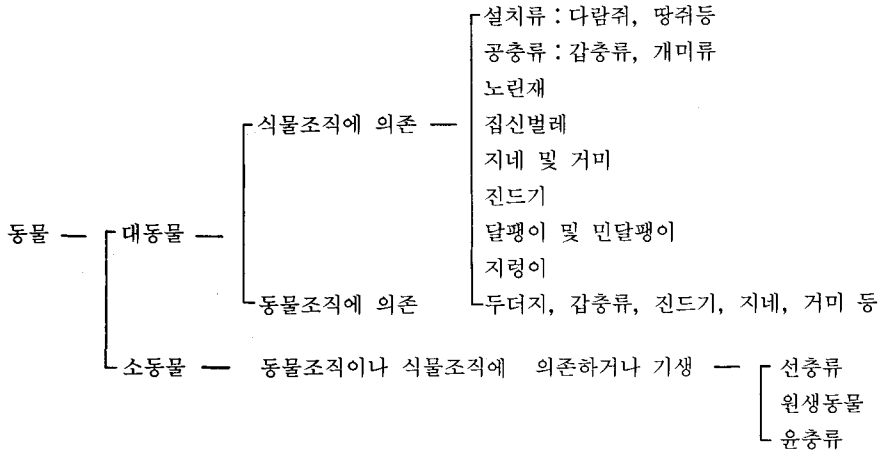 설치류 : 다람쥐, 땅쥐등
공충류 : 갑충류, 개미류
노린재
식물조직에 의존
집신벌레
지네 및 거미
진드기
동물 대동물
달팽이 및 민달팽이
지렁이
동물조직에 의존
두더지, 갑충류, 진드기, 지네, 거미 등
소동물 동물조직이나 식물조직에 의존하거나 기생 선충류
원생동물
윤충류